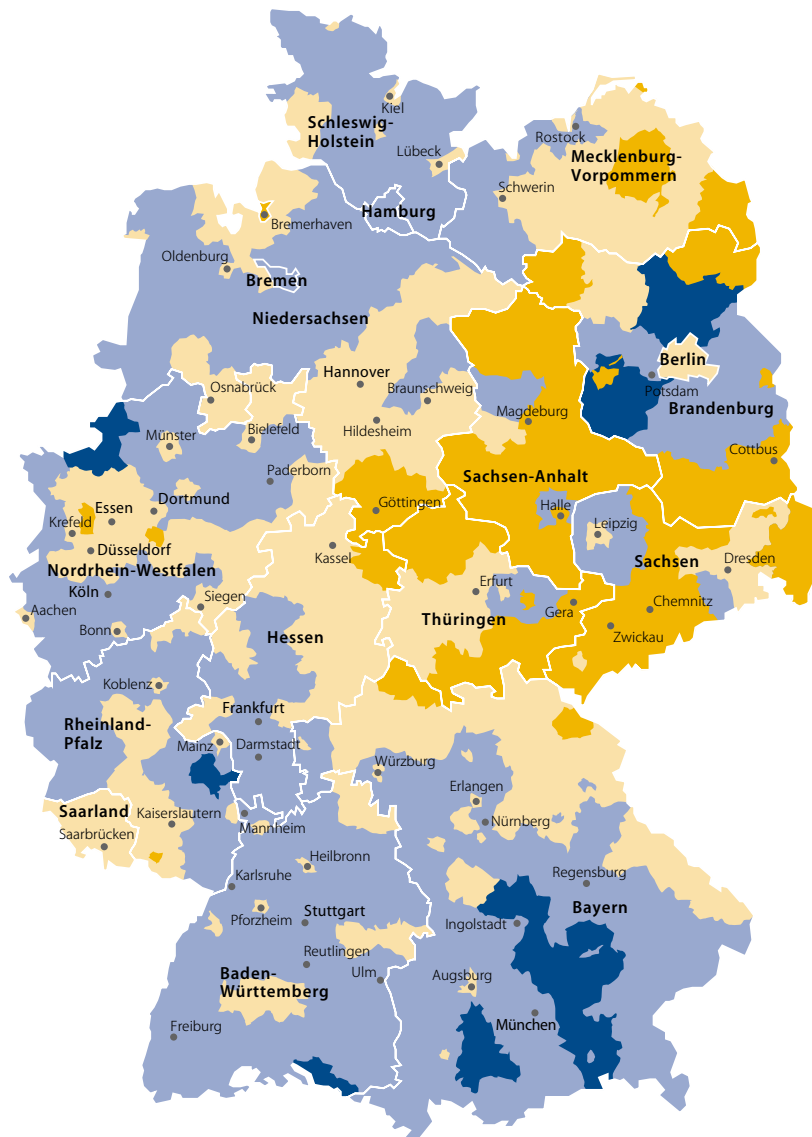 Kiel
Schleswig-
Holstein
Rostock
Lübeck
Mecklenburg-
Vorpommern
Schwerin
Hamburg
Bremerhaven
Oldenburg
Bremen
Niedersachsen
Berlin
Hannover
Potsdam
Osnabrück
Braunschweig
Brandenburg
Magdeburg
Bielefeld
Hildesheim
Münster
Cottbus
Paderborn
Sachsen-Anhalt
Dortmund
Göttingen
Essen
Halle
Krefeld
Leipzig
Düsseldorf
Kassel
Sachsen
Dresden
Nordrhein-Westfalen
Erfurt
Köln
Siegen
Chemnitz
Aachen
Gera
Thüringen
Bonn
Hessen
Zwickau
Koblenz
Frankfurt
Rheinland-
Pfalz
Mainz
Darmstadt
Würzburg
Erlangen
Saarland
Kaiserslautern
Nürnberg
Mannheim
Saarbrücken
Heilbronn
Regensburg
Karlsruhe
Bayern
Pforzheim
Stuttgart
Ingolstadt
Reutlingen
Baden-
Württemberg
Ulm
Augsburg
München
Freiburg